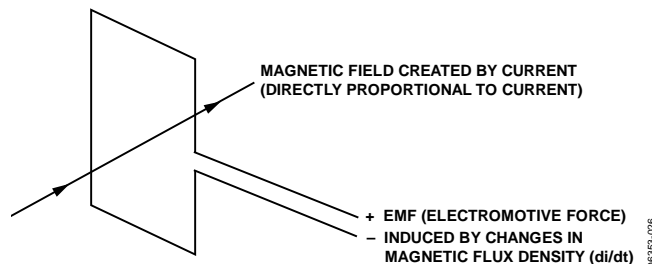 MAGNETIC FIELD CREATED BY CURRENT
(DIRECTLY PROPORTIONAL TO CURRENT)
+ EMF (ELECTROMOTIVE FORCE)
– INDUCED BY CHANGES IN
MAGNETIC FLUX DENSITY (di/dt)